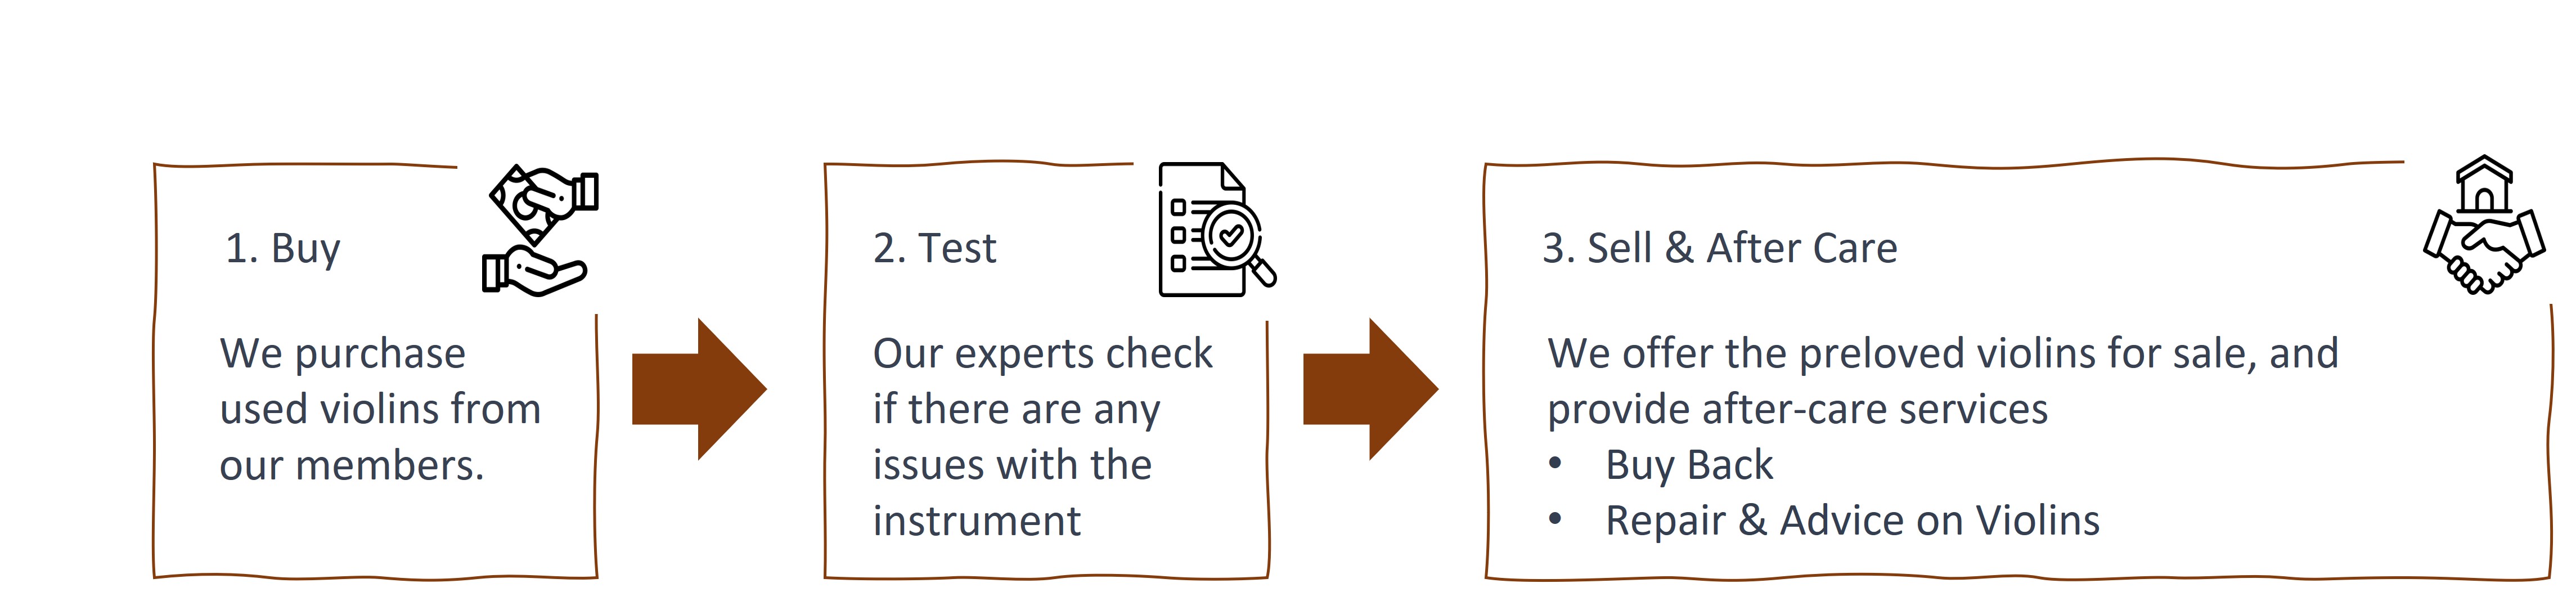 1. Buy
We purchase
used violins from
our members.
2. Test
Our experts check
if there are any
issues with the
instrument
3. Sell & After Care
We offer the preloved violins for sale, and
provide after-care services
• Buy Back
• Repair & Advice on Violins